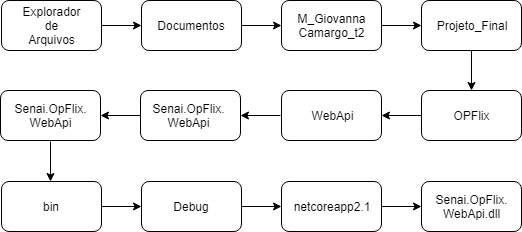 Explorador
de
Arquivos
Documentos
M_Giovanna
Camargo_t2
Projeto_Final
OPFlix
WebApi
Senai.OpFlix.
WebApi
Senai.OpFlix.
WebApi
bin
Debug
netcoreapp2.1
Senai.OpFlix.
WebApi.dll